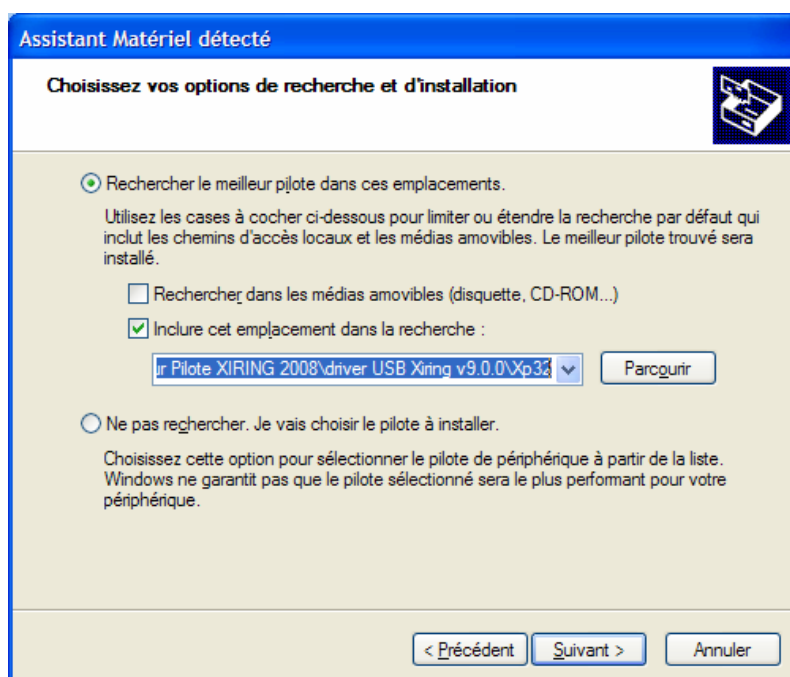 Assistant Matériel détecté
Choisissez vos options de recherche et d'installation
Rechercher le meilleur pilote dans ces emplacements.
Utilisez les cases à cocher ci-dessous pour limiter ou étendre la recherche par défaut qui
inclut les chemins d'accès locaux et les médias amovibles. Le meilleur pilote trouvé sera
installé.
Rechercher dans les médias amovibles (disquette, CD-ROM...)
Inclure cet emplacement dans la recherche :
ur Pilote XIRING 2008\driver USB Xiring v9.0.0\Xp32 Parcourir
Ne pas rechercher. Je vais choisir le pilote à installer.
Choisissez cette option pour sélectionner le pilote de périphérique à partir de la liste.
Windows ne garantit pas que le pilote sélectionné sera le plus performant pour votre
périphérique.
< Précédent Suivant > Annuler